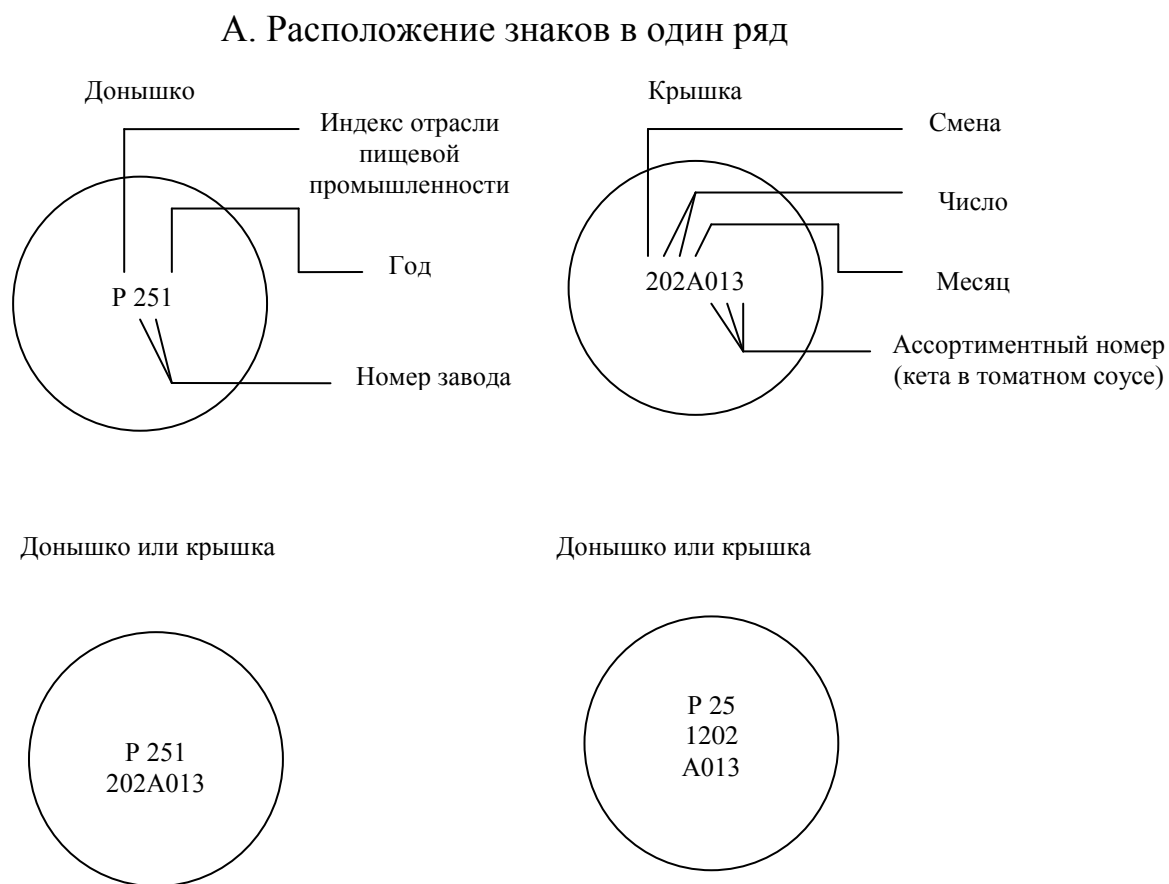 А. Расположение знаков в один ряд
Донышко
Индекс отрасли
пищевой
промышленности
Год
Р 251
Номер завода
Крышка
Смена
Число
202А013
Месяц
Ассортиментный номер
(кета в томатном соусе)
Донышко или крышка
Р 251
202А013
Донышко или крышка
Р 25
1202
А013